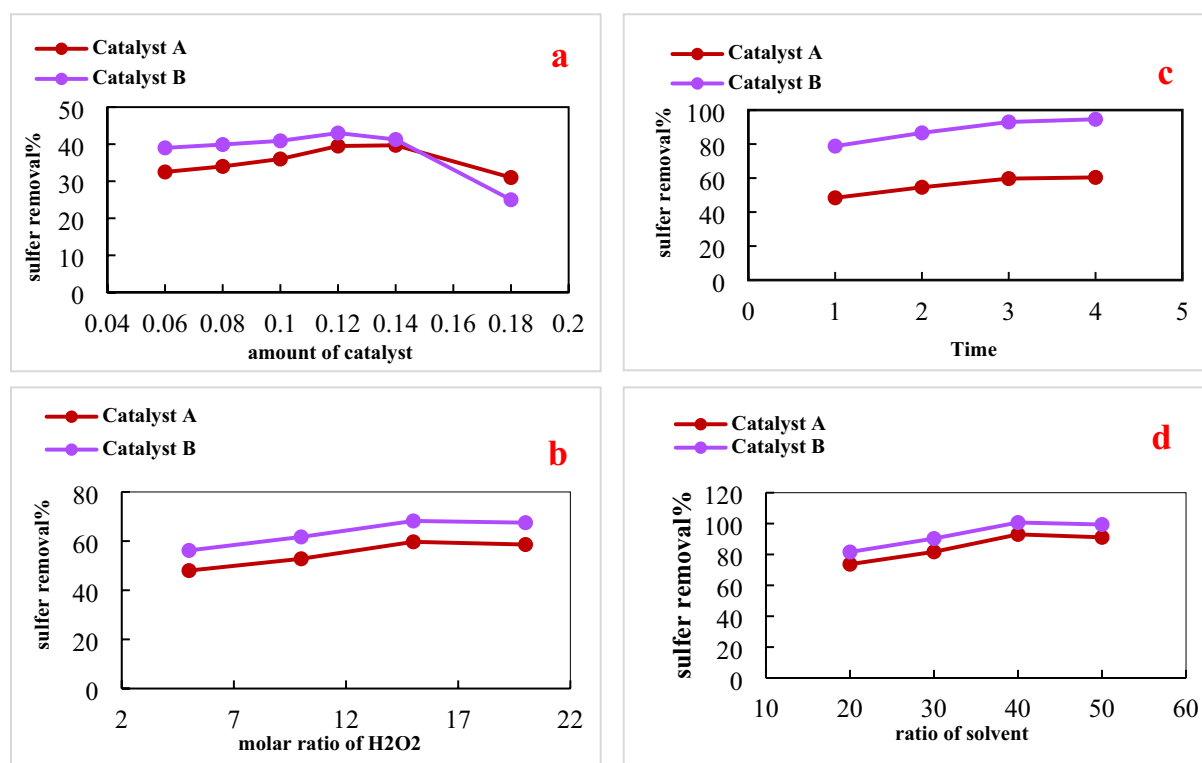 Catalyst A
Catalyst B
a
sulfer removal%
50
40
30
20
10
0
0.04 0.06 0.08 0.1 0.12 0.14 0.16 0.18 0.2
amount of catalyst
Catalyst A
Catalyst B
c
sulfer removal%
100
80
60
40
20
0
0 1 2 3 4 5
Time
Catalyst A
Catalyst B
b
sulfer removal%
80
60
40
20
0
2 7 12 17 22
molar ratio of H2O2
Catalyst A
Catalyst B
d
sulfer removal%
120
100
80
60
40
20
0
10 20 30 40 50 60
ratio of solvent